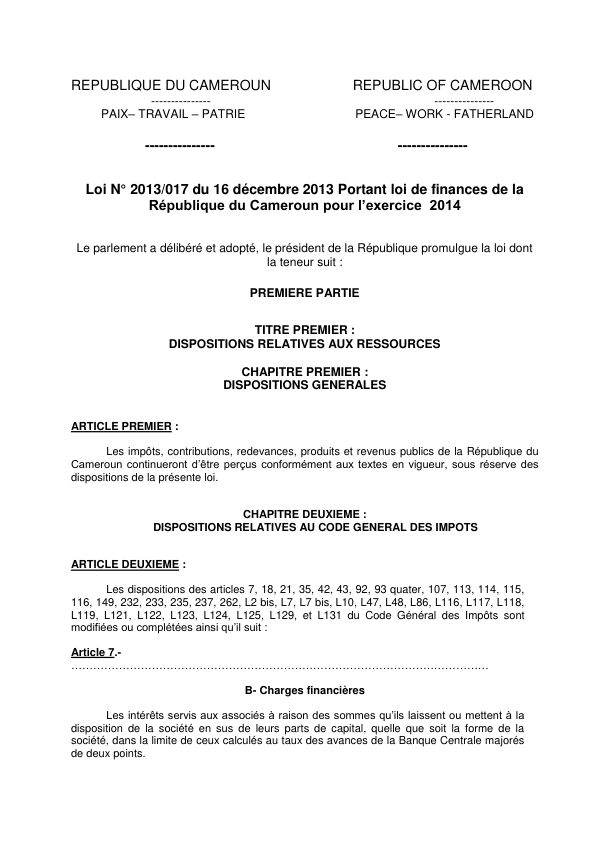 REPUBLIQUE DU CAMEROUN REPUBLIC OF CAMEROON
--------------- ---------------
PAIX– TRAVAIL – PATRIE PEACE– WORK - FATHERLAND
--------------- ---------------
Loi N° 2013/017 du 16 décembre 2013 Portant loi de finances de la
République du Cameroun pour l’exercice 2014
Le parlement a délibéré et adopté, le président de la République promulgue la loi dont
la teneur suit :
PREMIERE PARTIE
TITRE PREMIER :
DISPOSITIONS RELATIVES AUX RESSOURCES
CHAPITRE PREMIER :
DISPOSITIONS GENERALES
ARTICLE PREMIER :
Les impôts, contributions, redevances, produits et revenus publics de la République du
Cameroun continueront d’être perçus conformément aux textes en vigueur, sous réserve des
dispositions de la présente loi.
CHAPITRE DEUXIEME :
DISPOSITIONS RELATIVES AU CODE GENERAL DES IMPOTS
ARTICLE DEUXIEME :
Les dispositions des articles 7, 18, 21, 35, 42, 43, 92, 93 quater, 107, 113, 114, 115,
116, 149, 232, 233, 235, 237, 262, L2 bis, L7, L7 bis, L10, L47, L48, L86, L116, L117, L118,
L119, L121, L122, L123, L124, L125, L129, et L131 du Code Général des Impôts sont
modifiées ou complétées ainsi qu’il suit :
Article 7.-
……………………………………………………………………………………………
B- Charges financières
Les intérêts servis aux associés à raison des sommes qu’ils laissent ou mettent à la
disposition de la société en sus de leurs parts de capital, quelle que soit la forme de la
société, dans la limite de ceux calculés au taux des avances de la Banque Centrale majorés
de deux points.